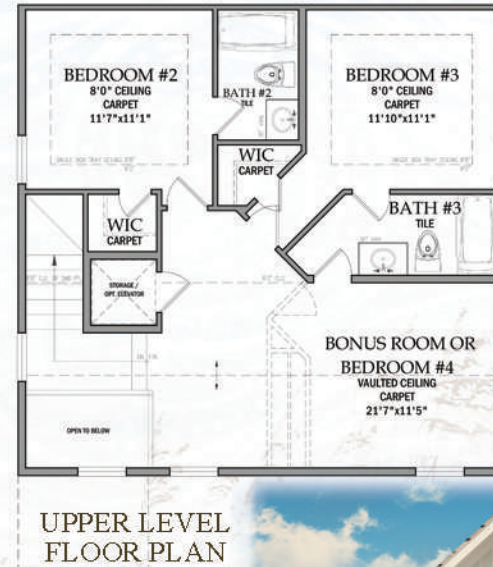 BEDROOM #2
8'0" CEILING
CARPET
11'7"x11'1"
BATH #2
TILE
BEDROOM #3
8'0" CEILING
CARPET
11'10"x11'1"
WIC
CARPET
WIC
CARPET
BATH #3
TILE
STORAGE /
OPT. ELEVATOR
BONUS ROOM OR
BEDROOM #4
VAULTED CEILING
CARPET
21'7"x11'5"
OPEN TO BELOW
UPPER LEVEL
FLOOR PLAN